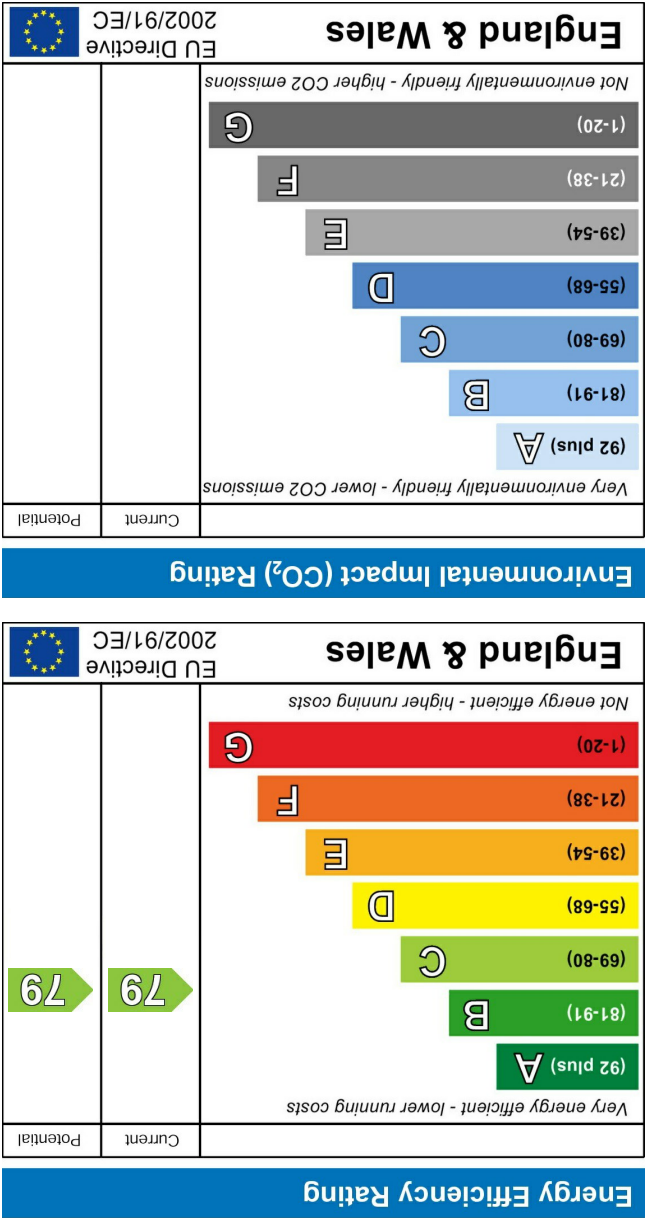 Energy Efficiency Rating
Current Potential
Very energy efficient - lower running costs
(92 plus) A
(81-91) B
(69-80) C
79 79
(55-68) D
(39-54) E
(21-38) F
(1-20) G
Not energy efficient - higher running costs
England & Wales
EU Directive
2002/91/EC
Environmental Impact (CO₂) Rating
Current Potential
Very environmentally friendly - lower CO2 emissions
(92 plus) A
(81-91) B
(69-80) C
(55-68) D
(39-54) E
(21-38) F
(1-20) G
Not environmentally friendly - higher CO2 emissions
England & Wales
EU Directive
2002/91/EC